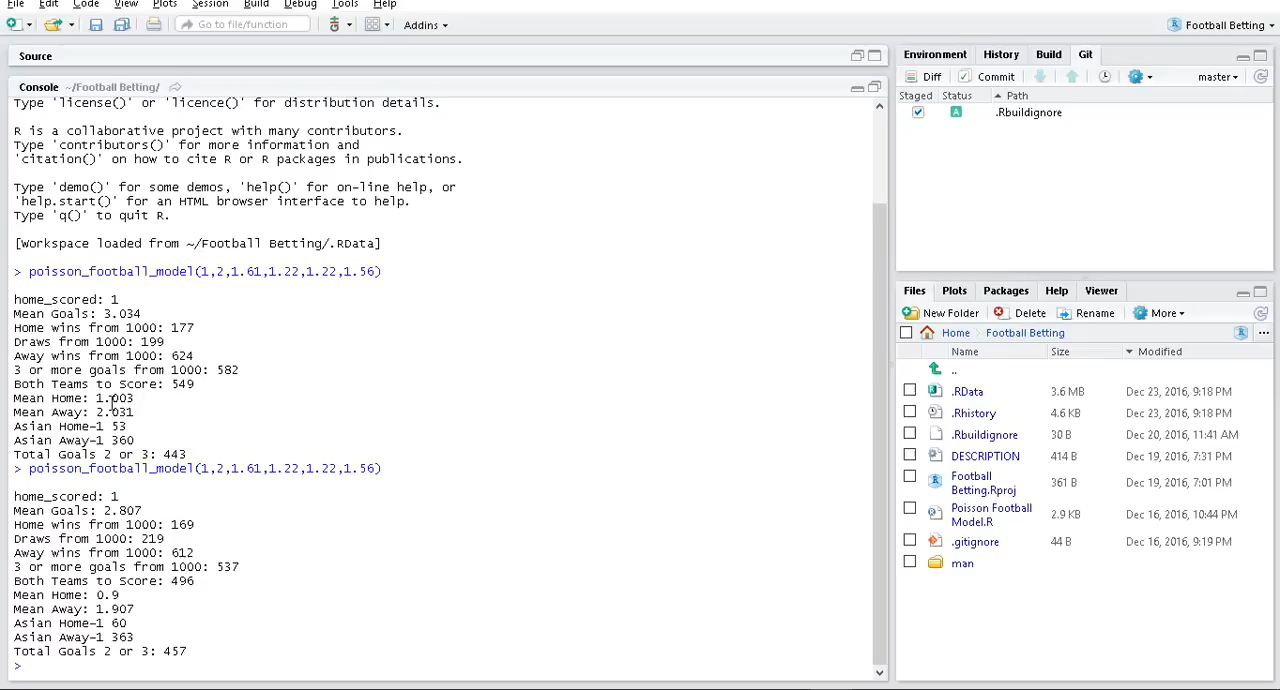 File Edit Code View Plots Session Build Debug Tools Help
Go to file/function
Addins
Football Betting
Source
Console ~/Football Betting/
Type 'license()' or 'licence()' for distribution details.
R is a collaborative project with many contributors.
Type 'contributors()' for more information and
'citation()' on how to cite R or R packages in publications.
Type 'demo()' for some demos, 'help()' for on-line help, or
'help.start()' for an HTML browser interface to help.
Type 'q()' to quit R.
[Workspace loaded from ~/Football Betting/.RData]
> poisson_football_model(1,2,1.61,1.22,1.22,1.56)
home_scored: 1
Mean Goals: 3.034
Home wins from 1000: 177
Draws from 1000: 199
Away wins from 1000: 624
3 or more goals from 1000: 582
Both Teams to Score: 549
Mean Home: 1.003
Mean Away: 2.031
Asian Home-1 53
Asian Away-1 360
Total Goals 2 or 3: 443
> poisson_football_model(1,2,1.61,1.22,1.22,1.56)
home_scored: 1
Mean Goals: 2.807
Home wins from 1000: 169
Draws from 1000: 219
Away wins from 1000: 612
3 or more goals from 1000: 537
Both Teams to Score: 496
Mean Home: 0.9
Mean Away: 1.907
Asian Home-1 60
Asian Away-1 363
Total Goals 2 or 3: 457
>
Environment History Build Git
Diff Commit master
Staged Status Path
A .Rbuildignore
Files Plots Packages Help Viewer
New Folder Delete Rename More
Home Football Betting
Name Size Modified
..
.RData 3.6 MB Dec 23, 2016, 9:18 PM
.Rhistory 4.6 KB Dec 23, 2016, 9:18 PM
.Rbuildignore 30 B Dec 20, 2016, 11:41 AM
DESCRIPTION 414 B Dec 19, 2016, 7:31 PM
Football
Betting.Rproj 361 B Dec 19, 2016, 7:01 PM
Poisson Football
Model.R 2.9 KB Dec 16, 2016, 10:44 PM
.gitignore 44 B Dec 16, 2016, 9:19 PM
man